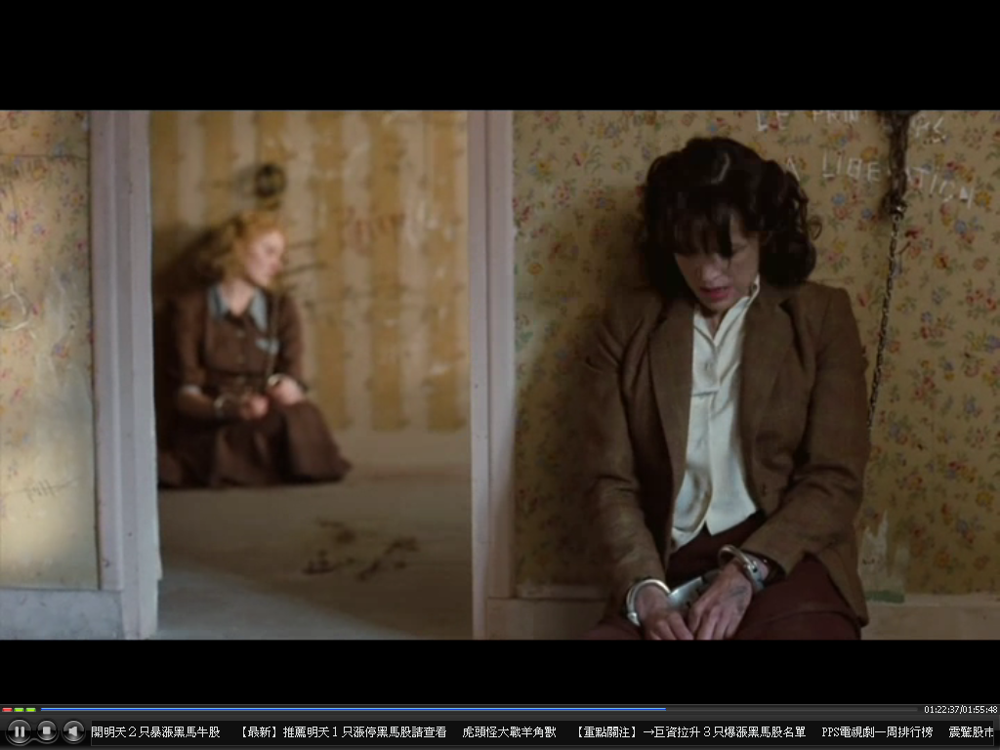 LIBE
TION
01:22:37/01:55:48
開明天２只暴漲黑馬牛股 【最新】推薦明天１只漲停黑馬股請查看 虎頭怪大戰羊角獸 【重點關注】→巨資拉升３只爆漲黑馬股名單 PPS電視劇一周排行榜 震驚股市